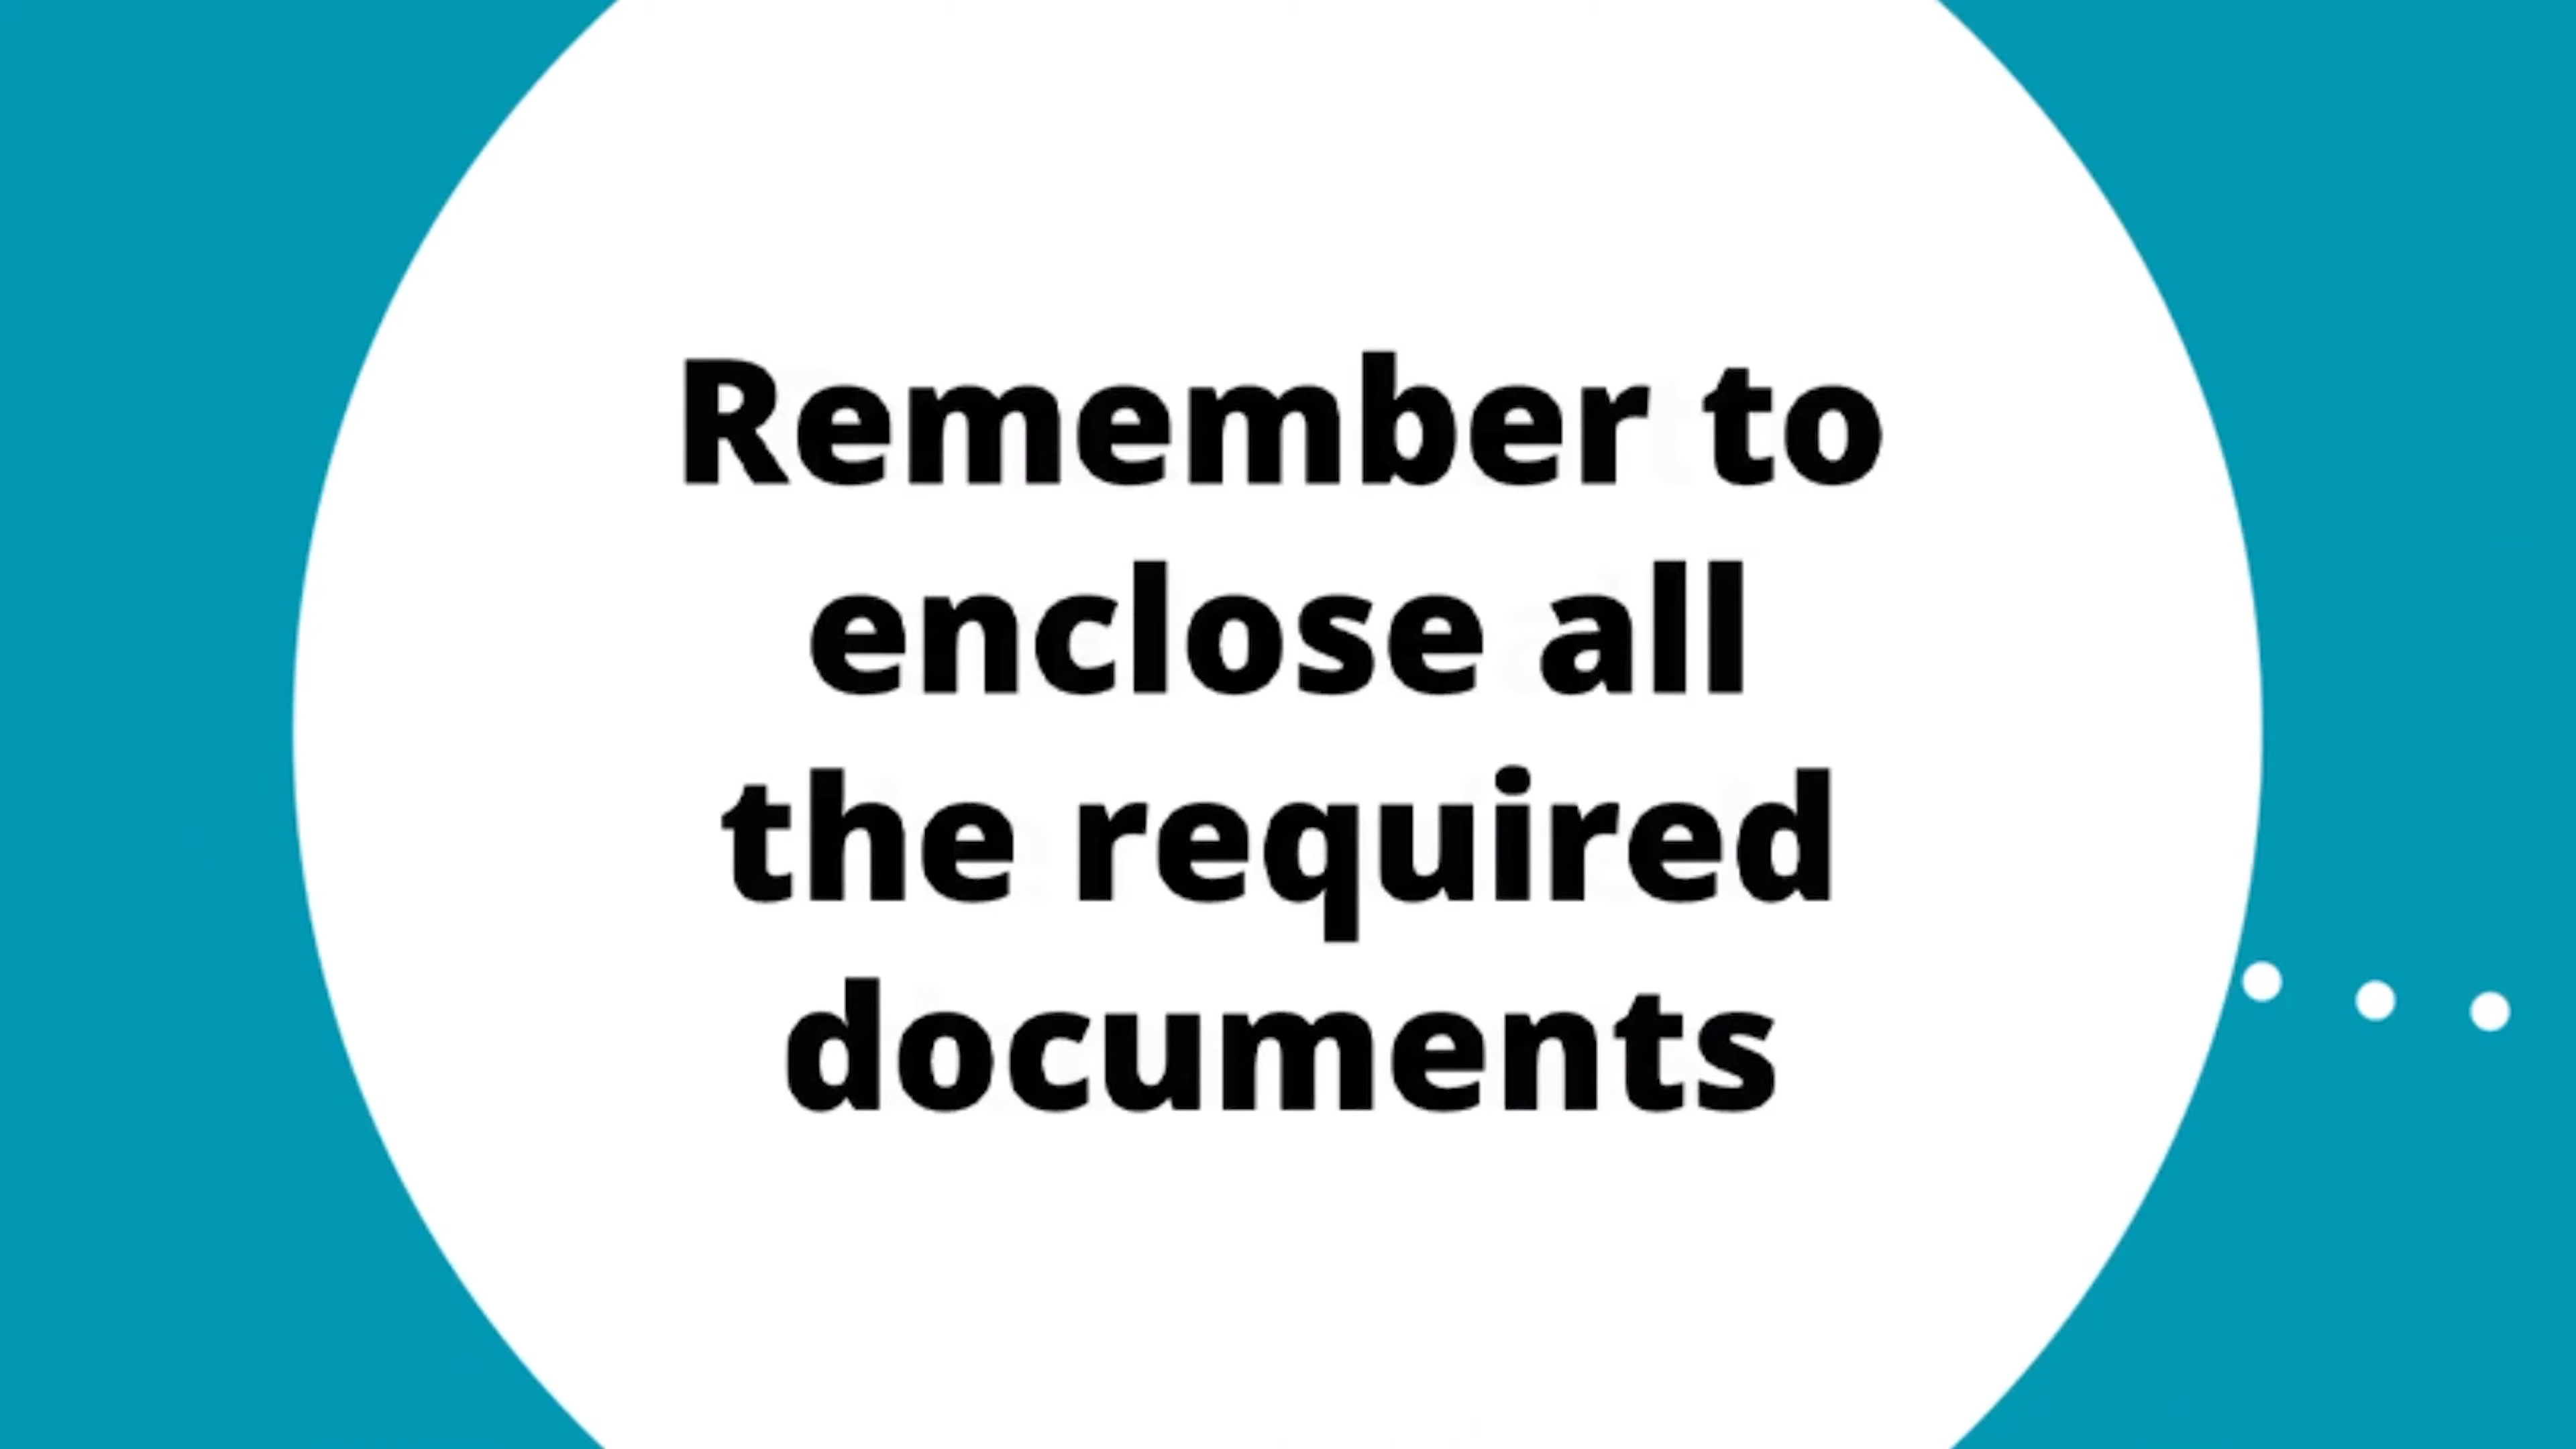 Remember to
enclose all
the required
documents